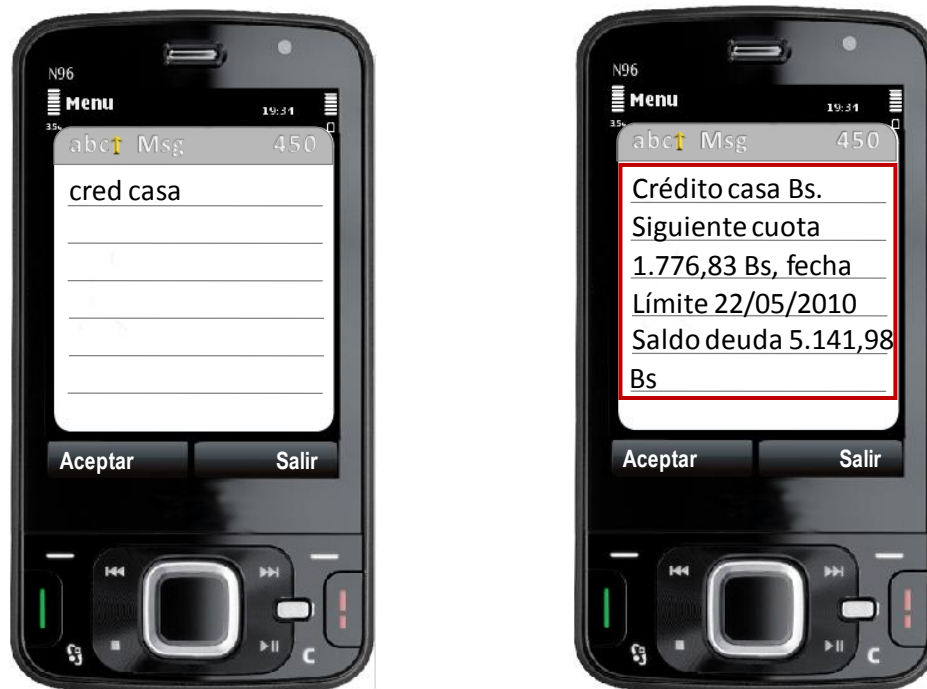 N96
Menu
19:31
abc Msg
450
cred casa
Aceptar
Salir
C
N96
Menu
19:31
abc Msg
450
Crédito casa Bs.
Siguiente cuota
1.776,83 Bs, fecha
Límite 22/05/2010
Saldo deuda 5.141,98
Bs
Aceptar
Salir
C